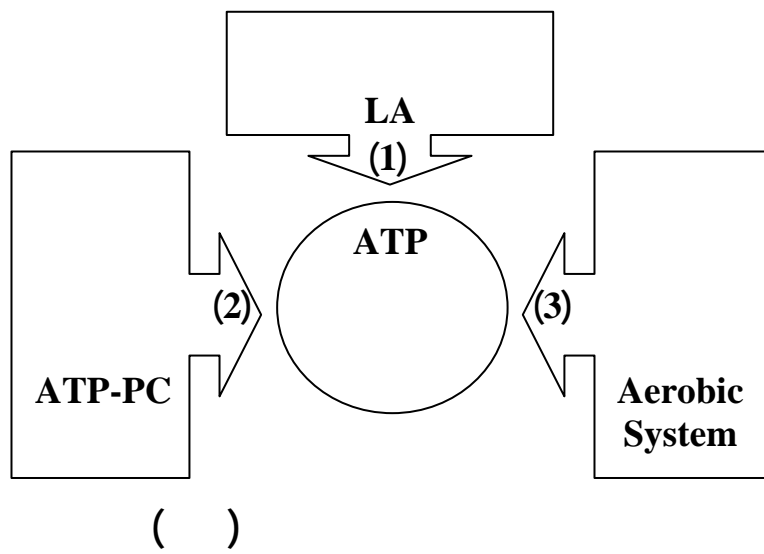 LA
(1)
ATP
(2)
(3)
ATP-PC
Aerobic
System
( )